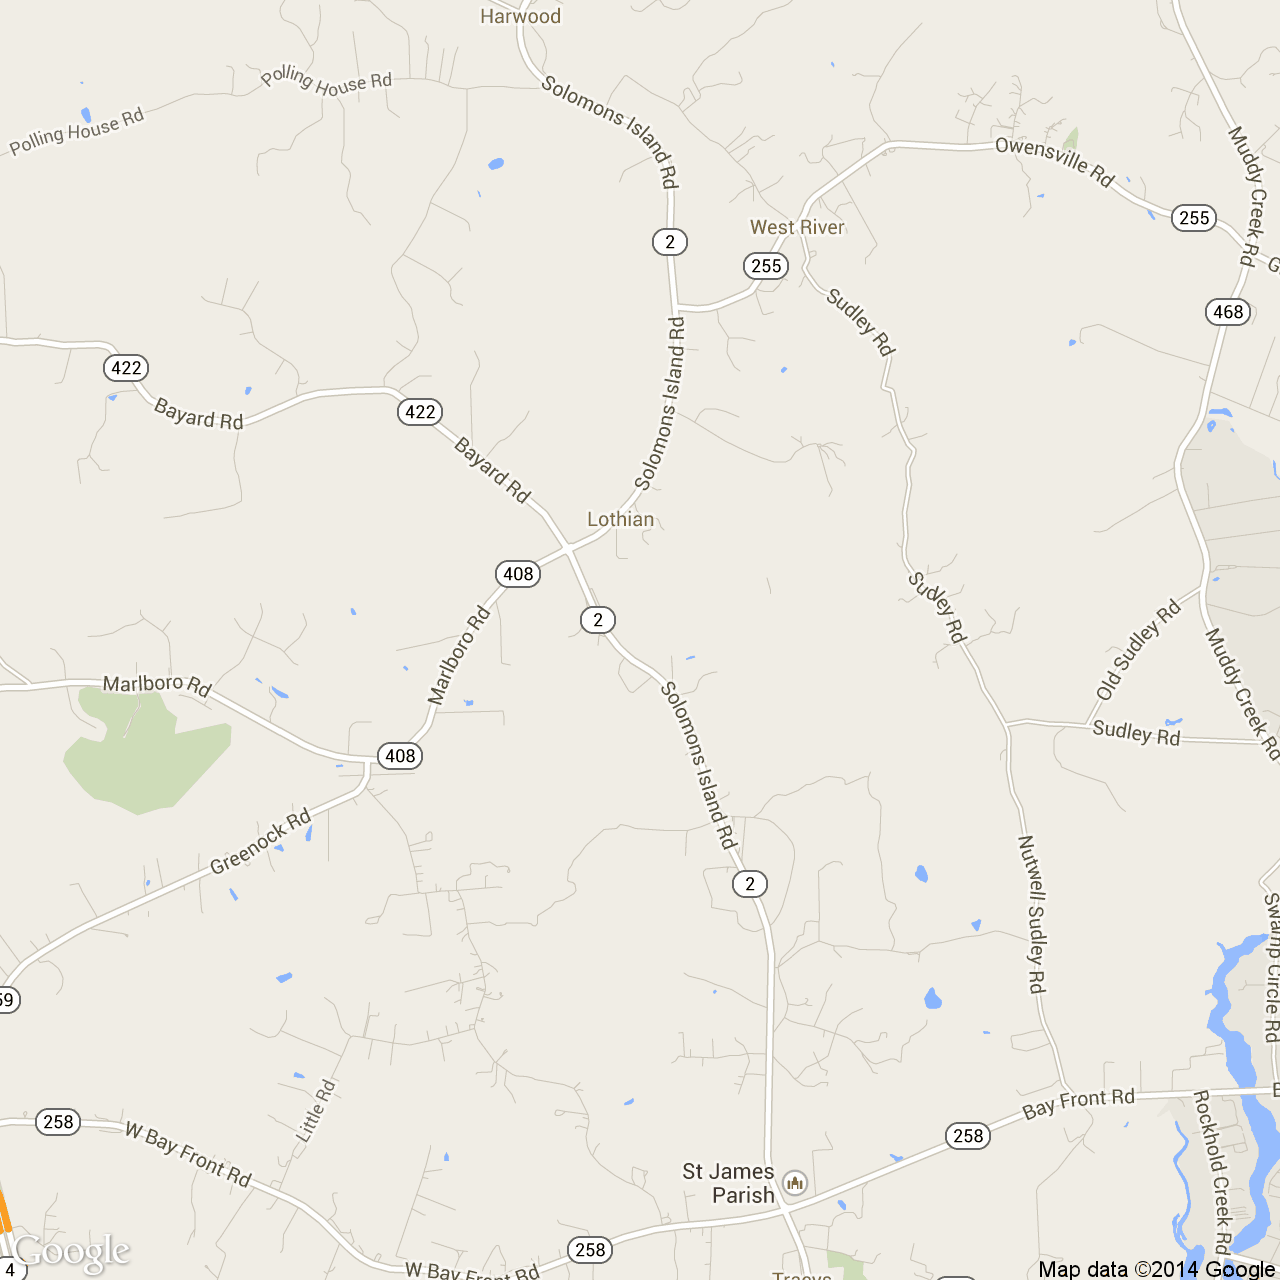 Harwood
Polling House Rd
Polling House Rd
Solomons Island Rd
Muddy Creek Rd
Owensville Rd
255
West River
2
255
G
468
Sudley Rd
Solomons Island Rd
422
422
Bayard Rd
Bayard Rd
Lothian
408
Sudley Rd
2
Marlboro Rd
Old Sudley Rd
Muddy Creek Rd
Marlboro Rd
Solomons Island Rd
Sudley Rd
408
Greenock Rd
2
Nutwell Sudley Rd
Swamp Circle Rd
59
Little Rd
258
W Bay Front Rd
Bay Front Rd
258
Rockhold Creek Rd
St James
Parish
258
W Bay Front Rd
4
Google
Map data ©2014 Google